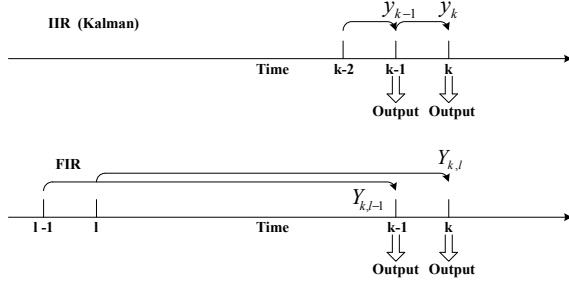 IIR (Kalman)
y_{k-1} y_k
Time k-2 k-1 k
Output Output
FIR
Y_{k,l}
Y_{k,l-1}
l -1 l Time k-1 k
Output Output